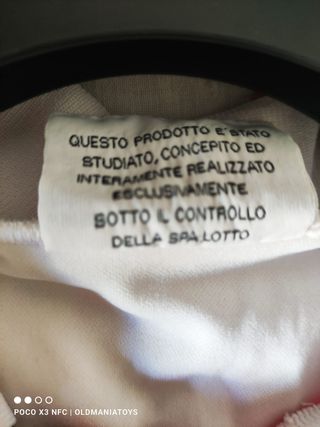 QUESTO PRODOTTO E' STATO
STUDIATO, CONCEPITO ED
INTERAMENTE REALIZZATO
ESCLUSIVAMENTE
SOTTO IL CONTROLLO
DELLA SPA LOTTO
POCO X3 NFC | OLDMANIATOYS